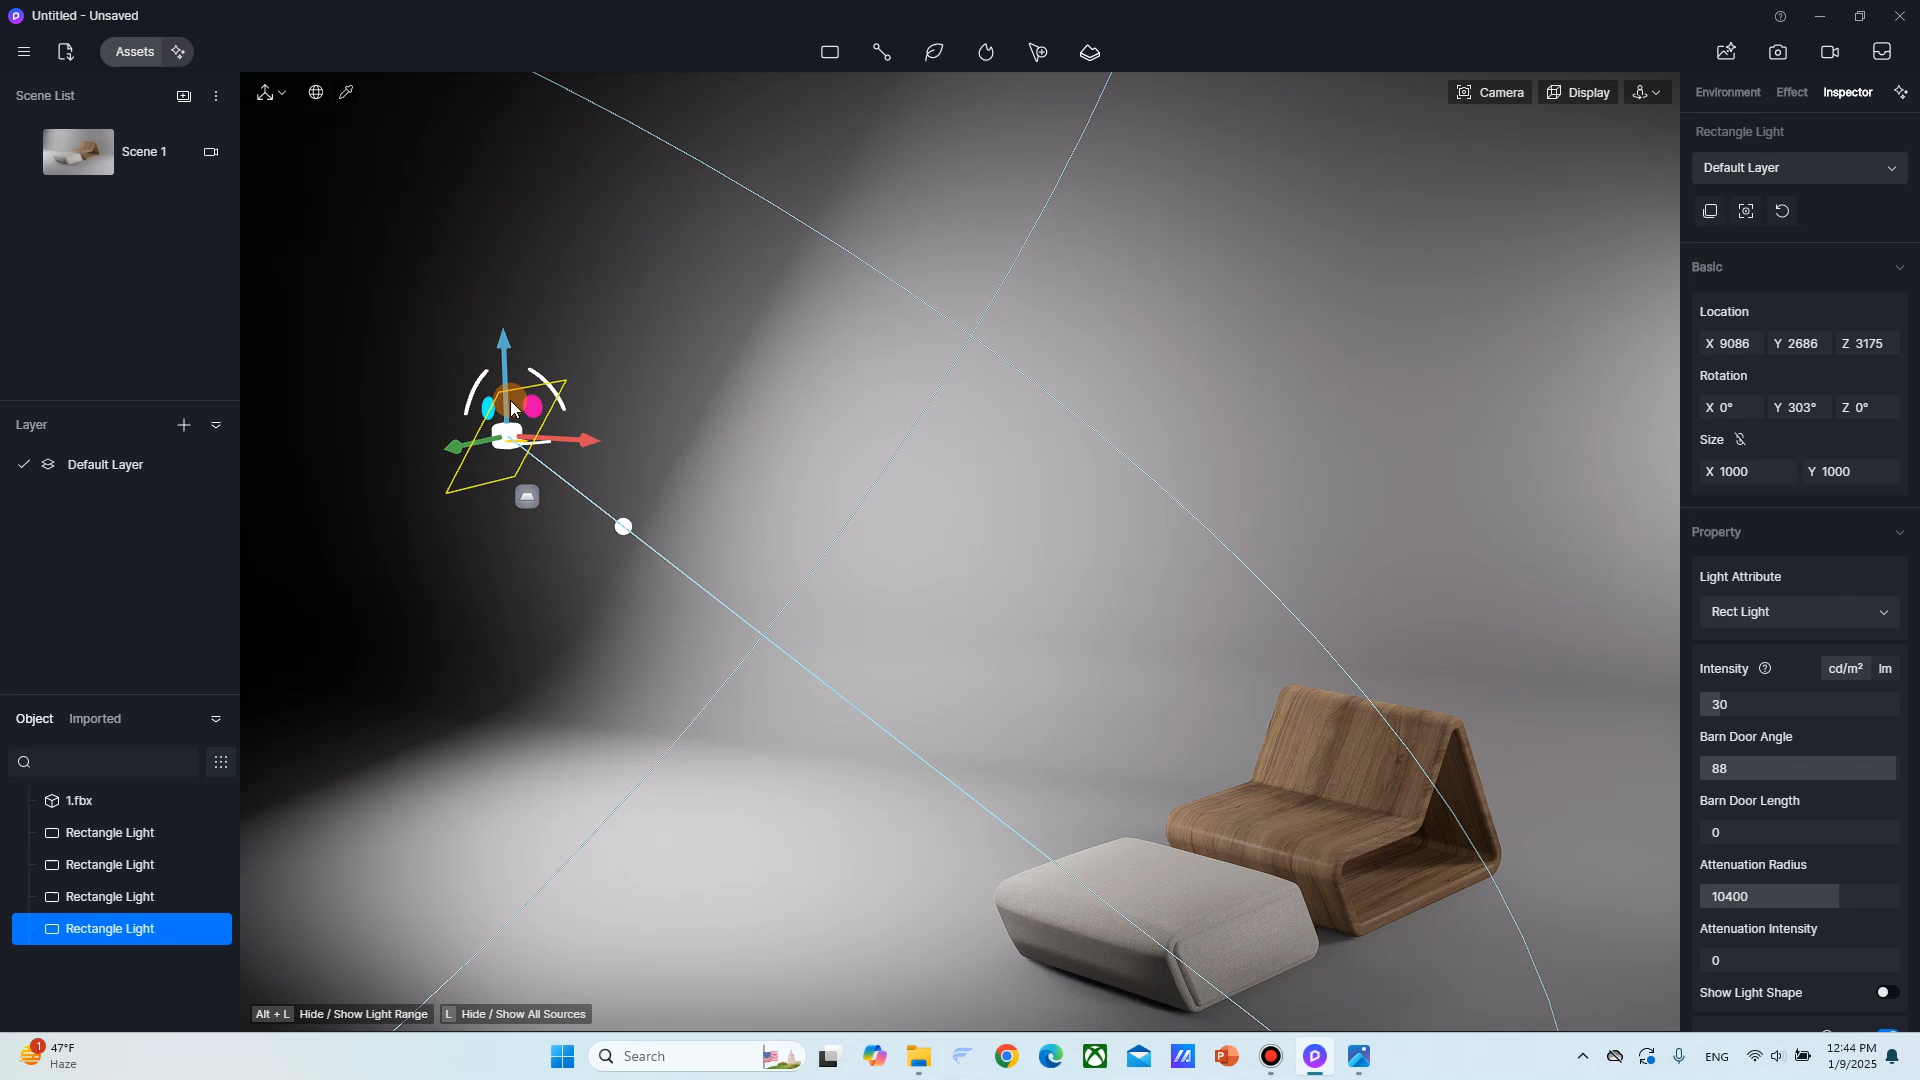 Untitled - Unsaved
Assets
Scene List
Scene 1
Layer
Default Layer
Object Imported
1.fbx
Rectangle Light
Rectangle Light
Rectangle Light
Rectangle Light
Camera Display
Alt + L Hide / Show Light Range L Hide / Show All Sources
Environment Effect Inspector
Rectangle Light
Default Layer
Basic
Location
X 9086 Y 2686 Z 3175
Rotation
X 0° Y 303° Z 0°
Size
X 1000 Y 1000
Property
Light Attribute
Rect Light
Intensity cd/m² lm
30
Barn Door Angle
88
Barn Door Length
0
Attenuation Radius
10400
Attenuation Intensity
0
Show Light Shape
1
47°F
Haze
Search
ENG
12:44 PM
1/9/2025